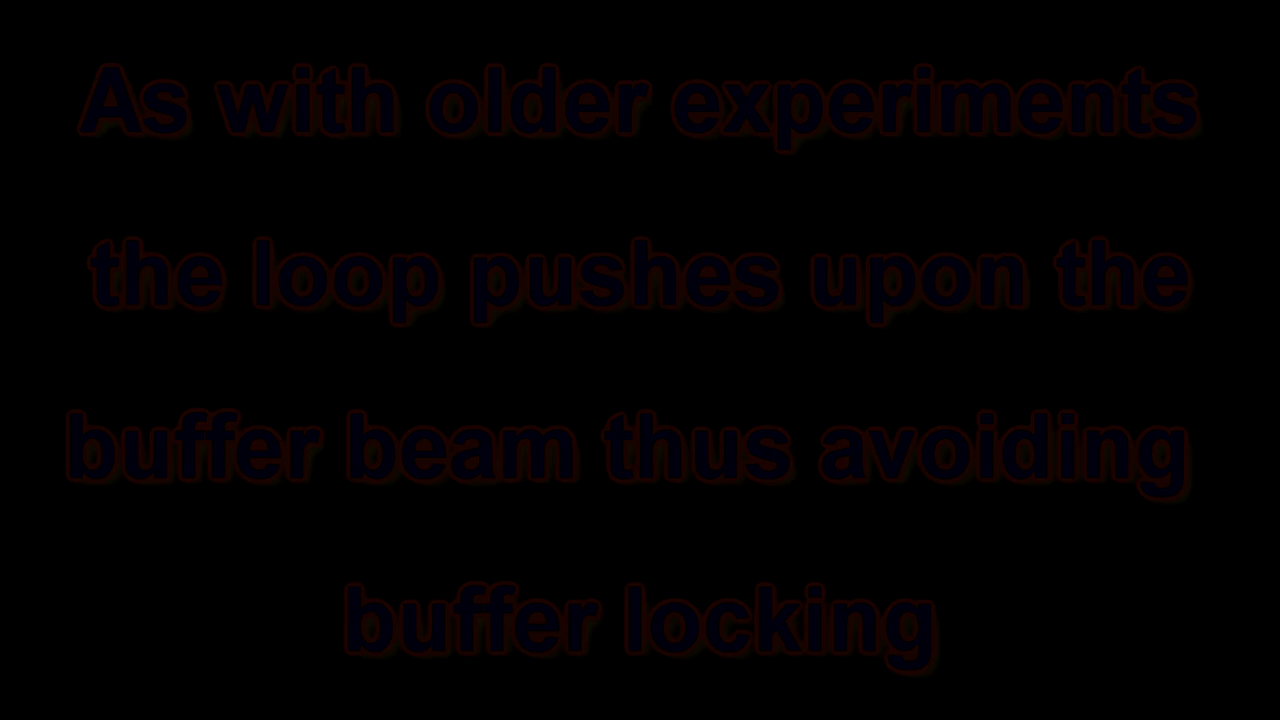 As with older experiments
the loop pushes upon the
buffer beam thus avoiding
buffer locking